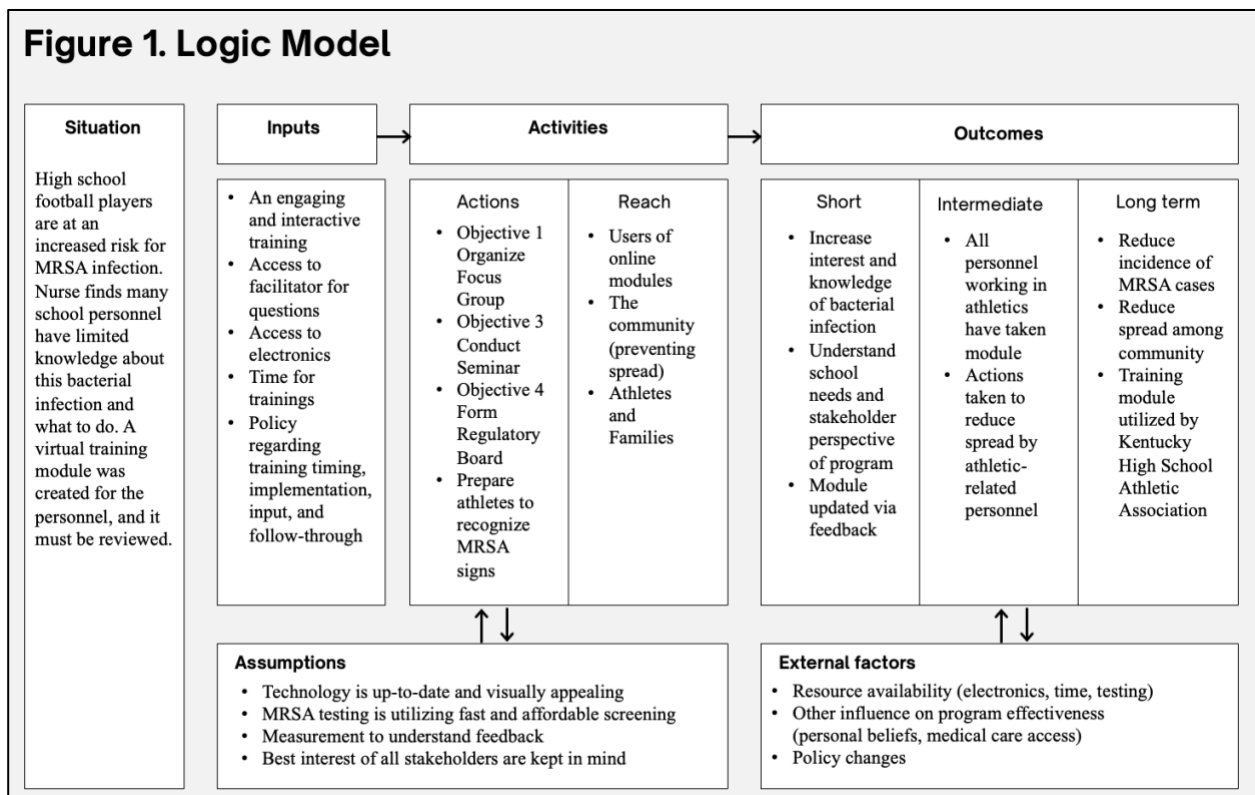 Figure 1. Logic Model
Situation
High school
football players
are at an
increased risk for
MRSA infection.
Nurse finds many
school personnel
have limited
knowledge about
this bacterial
infection and
what to do. A
virtual training
module was
created for the
personnel, and it
must be reviewed.
Inputs
• An engaging
and interactive
training
• Access to
facilitator for
questions
• Access to
electronics
• Time for
trainings
• Policy
regarding
training timing,
implementation,
input, and
follow-through
Activities
Actions
• Objective 1
Organize
Focus
Group
• Objective 3
Conduct
Seminar
• Objective 4
Form
Regulatory
Board
• Prepare
athletes to
recognize
MRSA
signs
Reach
• Users of
online
modules
• The
community
(preventing
spread)
• Athletes
and
Families
Outcomes
Short
• Increase
interest and
knowledge
of bacterial
infection
• Understand
school
needs and
stakeholder
perspective
of program
• Module
updated via
feedback
Intermediate
• All
personnel
working in
athletics
have taken
module
• Actions
taken to
reduce
spread by
athletic-
related
personnel
Long term
• Reduce
incidence of
MRSA cases
• Reduce
spread among
community
• Training
module
utilized by
Kentucky
High School
Athletic
Association
Assumptions
• Technology is up-to-date and visually appealing
• MRSA testing is utilizing fast and affordable screening
• Measurement to understand feedback
• Best interest of all stakeholders are kept in mind
External factors
• Resource availability (electronics, time, testing)
• Other influence on program effectiveness
(personal beliefs, medical care access)
• Policy changes